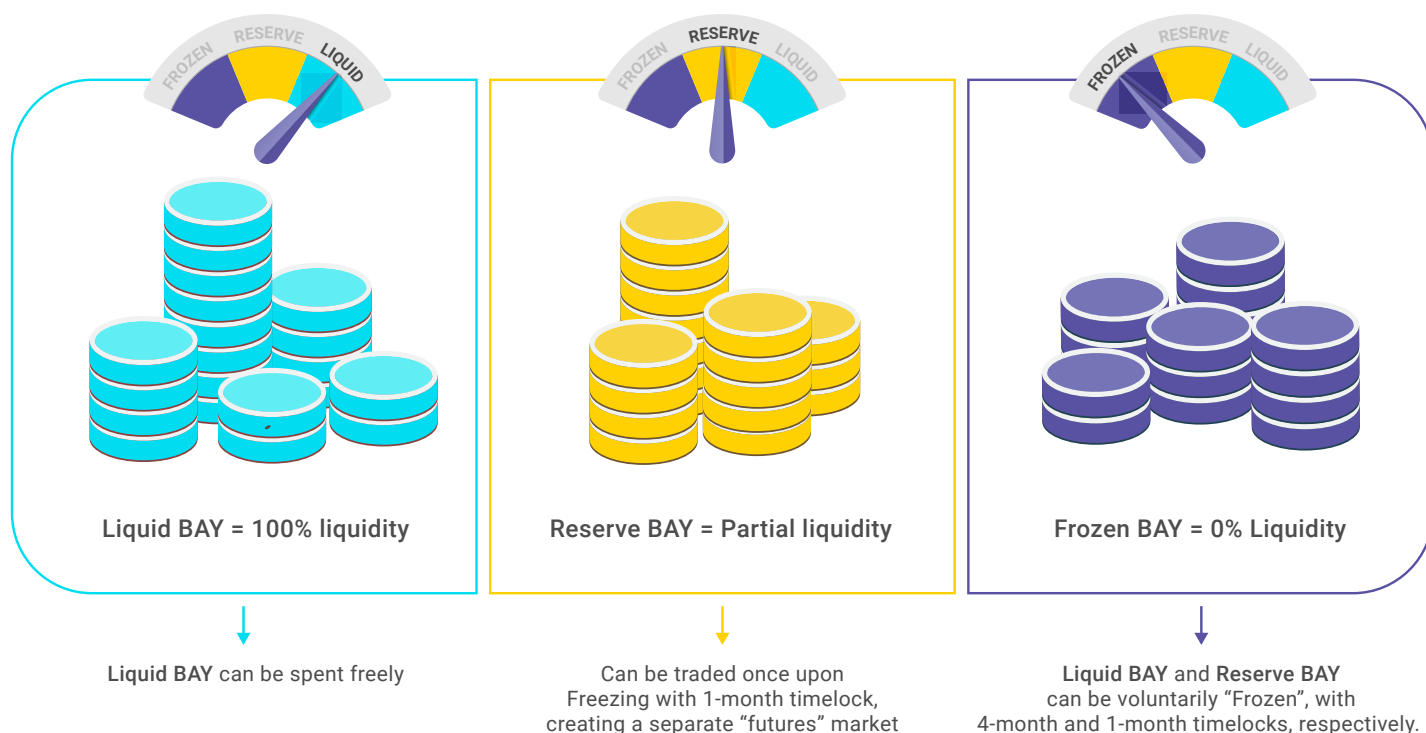 FROZEN RESERVE LIQUID
FROZEN RESERVE LIQUID
FROZEN RESERVE LIQUID
Liquid BAY = 100% liquidity
Reserve BAY = Partial liquidity
Frozen BAY = 0% Liquidity
Liquid BAY can be spent freely
Can be traded once upon
Freezing with 1-month timelock,
creating a separate “futures” market
Liquid BAY and Reserve BAY
can be voluntarily “Frozen”, with
4-month and 1-month timelocks, respectively.